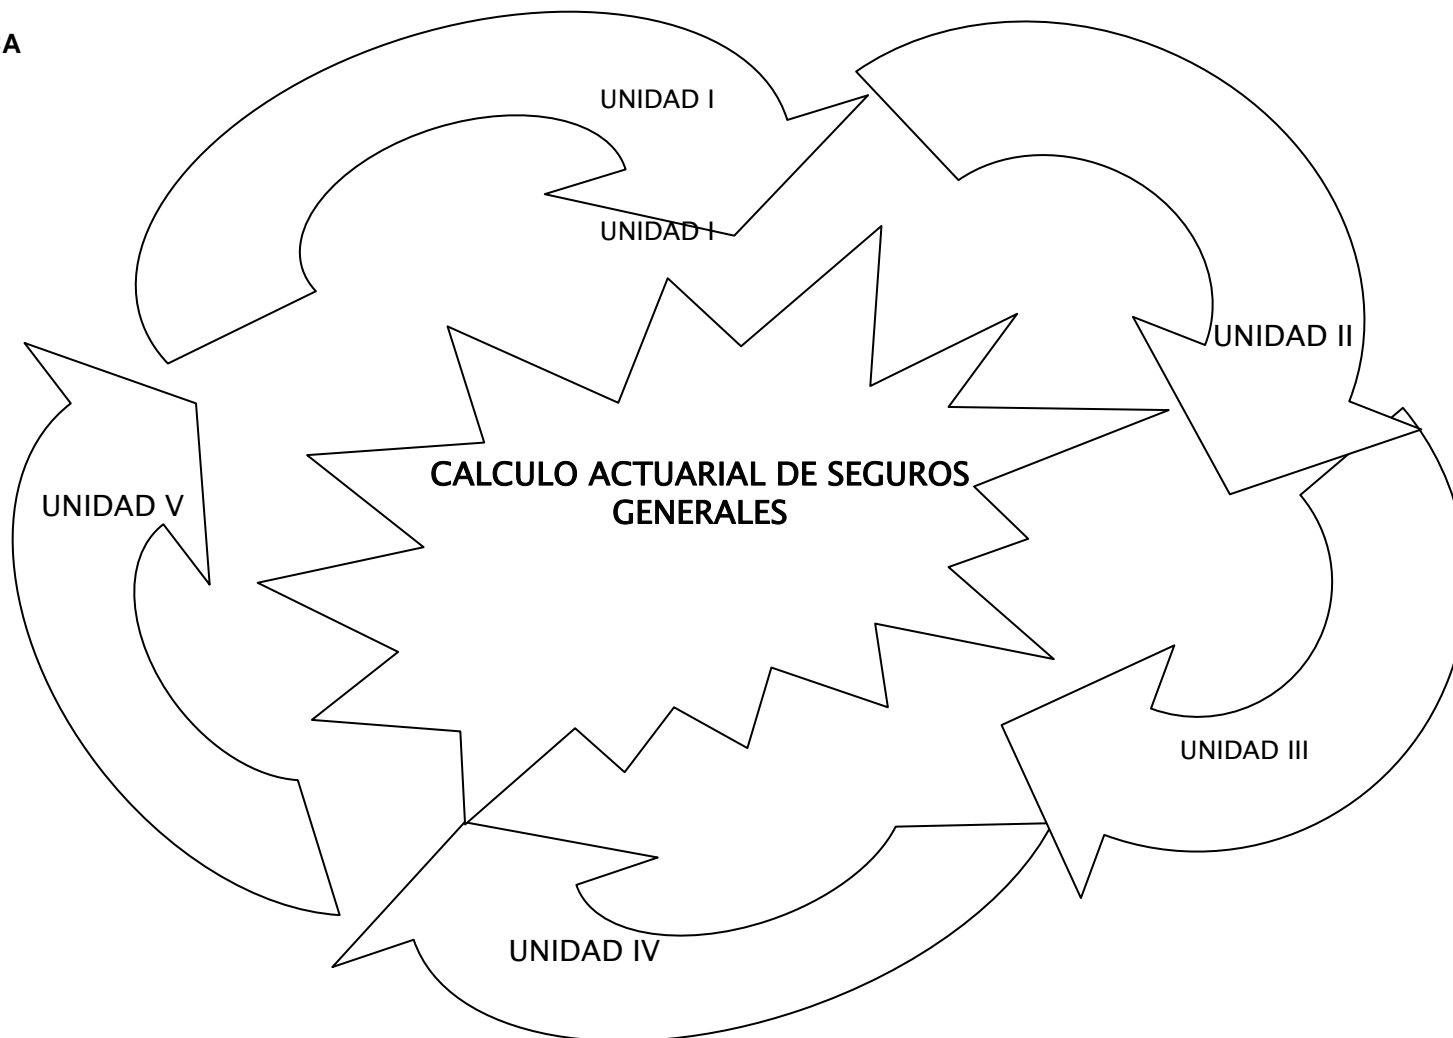 A
UNIDAD I
UNIDAD I
UNIDAD II
CALCULO ACTUARIAL DE SEGUROS
GENERALES
UNIDAD V
UNIDAD III
UNIDAD IV